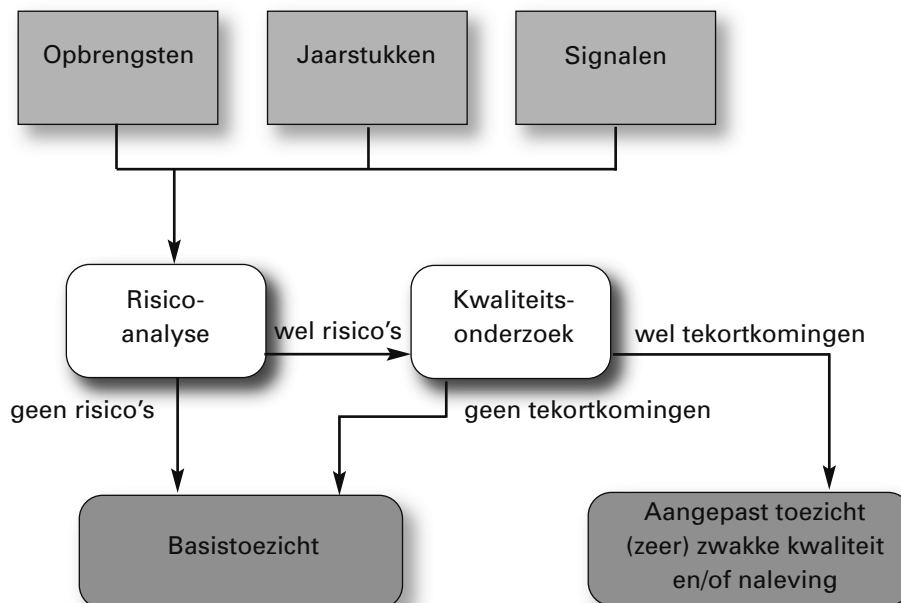 Opbrengsten
Jaarstukken
Signalen
Risico-
analyse
wel risico's
Kwaliteits-
onderzoek
wel tekortkomingen
geen risico's
geen tekortkomingen
Basistoezicht
Aangepast toezicht
(zeer) zwakke kwaliteit
en/of naleving